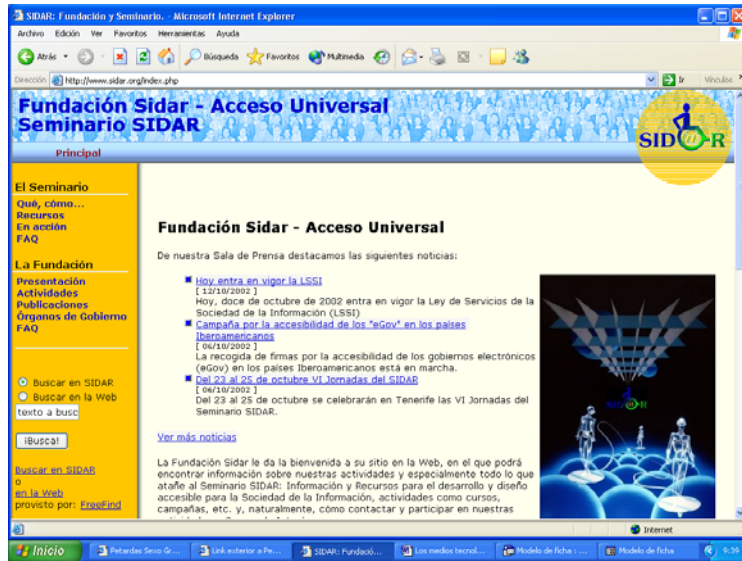 SIDAR: Fundación y Seminario. - Microsoft Internet Explorer
Archivo Edición Ver Favoritos Herramientas Ayuda
Atrás Búsqueda Favoritos Multimedia
Dirección http://www.sidar.org/index.php Ir Vínculos
Fundación Sidar - Acceso Universal
Seminario SIDAR
SID@R
Principal
El Seminario
Qué, cómo...
Recursos
En acción
FAQ
La Fundación
Presentación
Actividades
Publicaciones
Órganos de Gobierno
FAQ
Buscar en SIDAR
Buscar en la Web
texto a busc
¡Busca!
Buscar en SIDAR
o
en la Web
provisto por: FreeFind
Fundación Sidar - Acceso Universal
De nuestra Sala de Prensa destacamos las siguientes noticias:
Hoy entra en vigor la LSSI
[ 12/10/2002 ]
Hoy, doce de octubre de 2002 entra en vigor la Ley de Servicios de la
Sociedad de la Información (LSSI)
Campaña por la accesibilidad de los "eGov" en los países
Iberoamericanos
[ 06/10/2002 ]
La recogida de firmas por la accesibilidad de los gobiernos electrónicos
(eGov) en los países Iberoamericanos está en marcha.
Del 23 al 25 de octubre VI Jornadas del SIDAR
[ 06/10/2002 ]
Del 23 al 25 de octubre se celebrarán en Tenerife las VI Jornadas del
Seminario SIDAR.
Ver más noticias
La Fundación Sidar le da la bienvenida a su sitio en la Web, en el que podrá
encontrar información sobre nuestras actividades y especialmente todo lo que
atañe al Seminario SIDAR: Información y Recursos para el desarrollo y diseño
accesible para la Sociedad de la Información, actividades como cursos,
campañas, etc. y, naturalmente, cómo contactar y participar en nuestras
SID@R
Internet
Inicio
Petardas Sexo Gr...
Link exterior a Pe...
SIDAR: Fundació...
Los medios tecnol...
Modelo de ficha : ...
Modelo de ficha
9:39